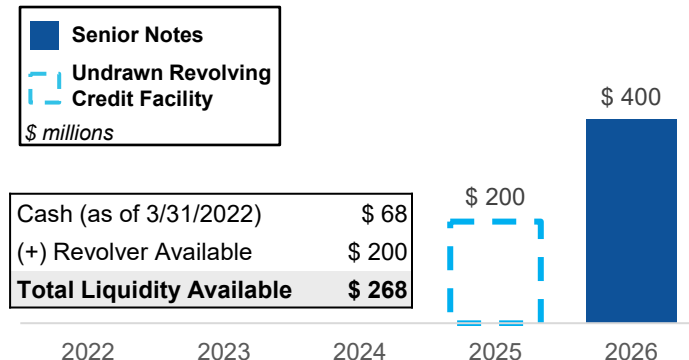 Senior Notes
Undrawn Revolving
Credit Facility
$ millions
$ 400
$ 200
Cash (as of 3/31/2022) $ 68
(+) Revolver Available $ 200
Total Liquidity Available $ 268
2022 2023 2024 2025 2026